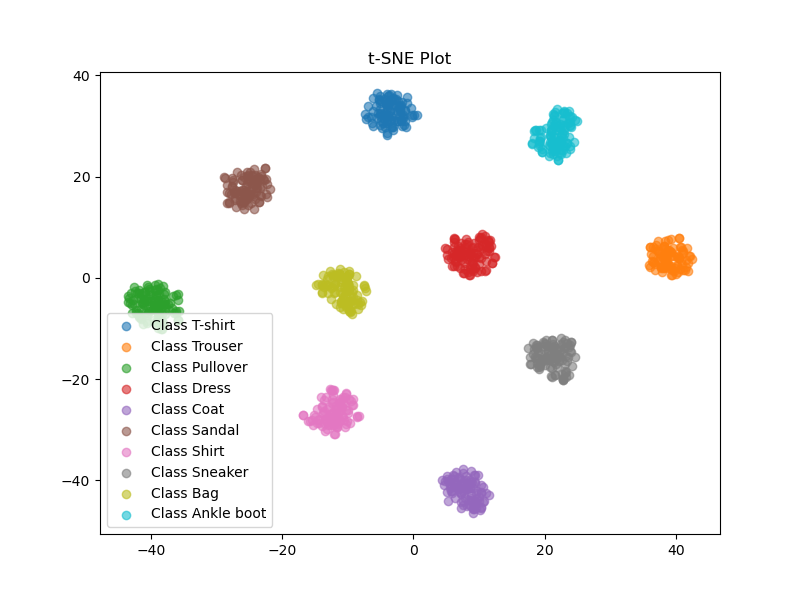 t-SNE Plot
40
20
0
−20
−40
Class T-shirt
Class Trouser
Class Pullover
Class Dress
Class Coat
Class Sandal
Class Shirt
Class Sneaker
Class Bag
Class Ankle boot
−40 −20 0 20 40